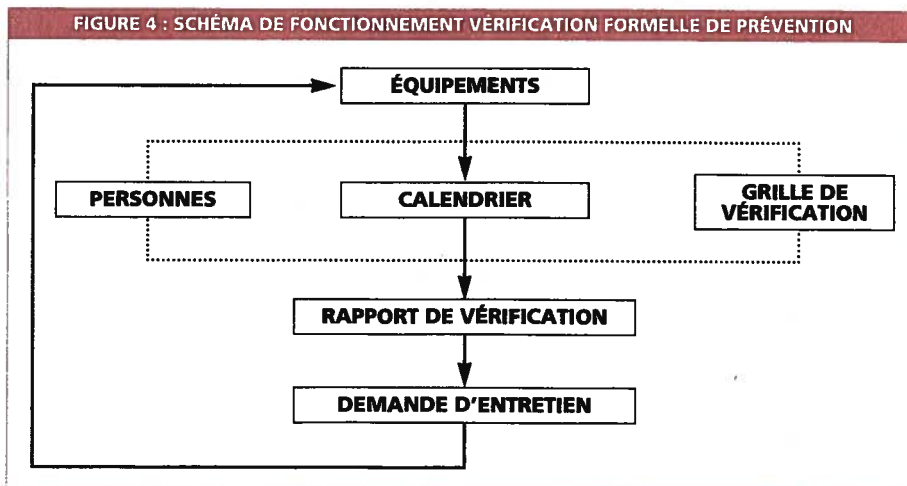 FIGURE 4 : SCHÉMA DE FONCTIONNEMENT VÉRIFICATION FORMELLE DE PRÉVENTION
ÉQUIPEMENTS
PERSONNES
CALENDRIER
GRILLE DE
VÉRIFICATION
RAPPORT DE VÉRIFICATION
DEMANDE D'ENTRETIEN